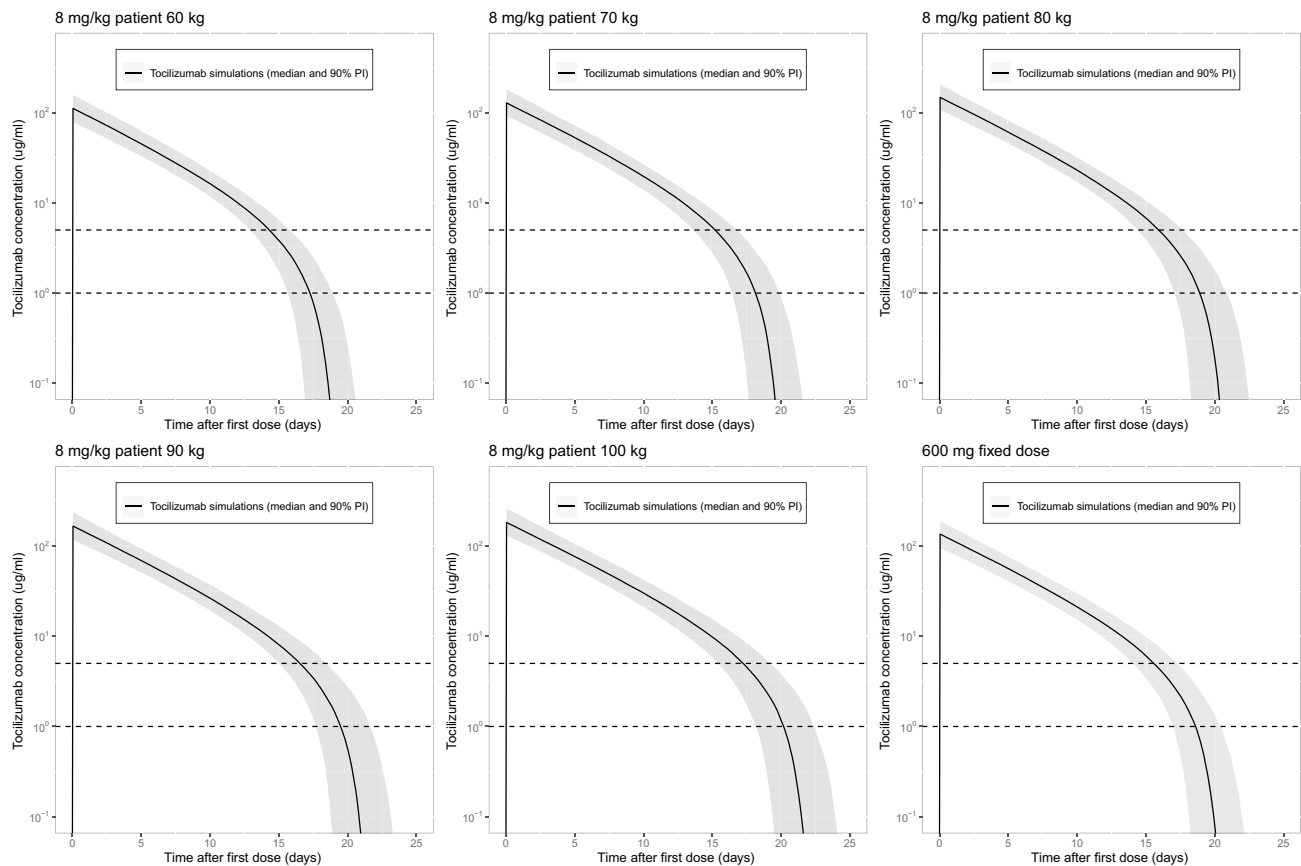 8 mg/kg patient 60 kg
Tocilizumab simulations (median and 90% PI)
Tocilizumab concentration (ug/ml)
10²
10¹
10⁰
10⁻¹
0 5 10 15 20 25
Time after first dose (days)
8 mg/kg patient 70 kg
Tocilizumab simulations (median and 90% PI)
Tocilizumab concentration (ug/ml)
10²
10¹
10⁰
10⁻¹
0 5 10 15 20 25
Time after first dose (days)
8 mg/kg patient 80 kg
Tocilizumab simulations (median and 90% PI)
Tocilizumab concentration (ug/ml)
10²
10¹
10⁰
10⁻¹
0 5 10 15 20 25
Time after first dose (days)
8 mg/kg patient 90 kg
Tocilizumab simulations (median and 90% PI)
Tocilizumab concentration (ug/ml)
10²
10¹
10⁰
10⁻¹
0 5 10 15 20 25
Time after first dose (days)
8 mg/kg patient 100 kg
Tocilizumab simulations (median and 90% PI)
Tocilizumab concentration (ug/ml)
10²
10¹
10⁰
10⁻¹
0 5 10 15 20 25
Time after first dose (days)
600 mg fixed dose
Tocilizumab simulations (median and 90% PI)
Tocilizumab concentration (ug/ml)
10²
10¹
10⁰
10⁻¹
0 5 10 15 20 25
Time after first dose (days)